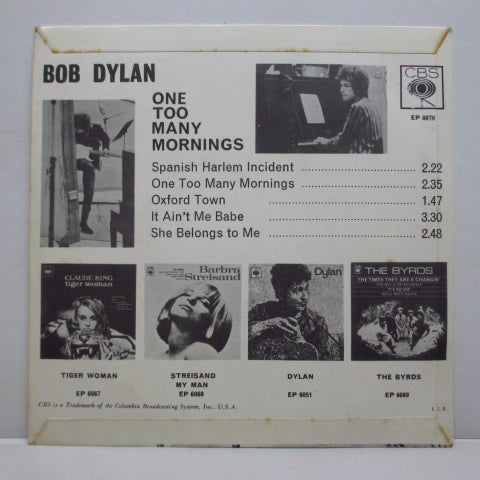 BOB DYLAN
CBS
EP 6070
ONE
TOO
MANY
MORNINGS
Spanish Harlem Incident 2.22
One Too Many Mornings 2.35
Oxford Town 1.47
It Ain't Me Babe 3.30
She Belongs to Me 2.48
CLAUDE KING
tiger woman
Barbra
Streisand
Dylan
THE BYRDS
THE TIMES THEY ARE A-CHANGIN'
TIGER WOMAN
EP 6067
STREISAND
MY MAN
EP 6068
DYLAN
EP 6051
THE BYRDS
EP 6069
CBS is a Trademark of the Columbia Broadcasting System, Inc., U.S.A.